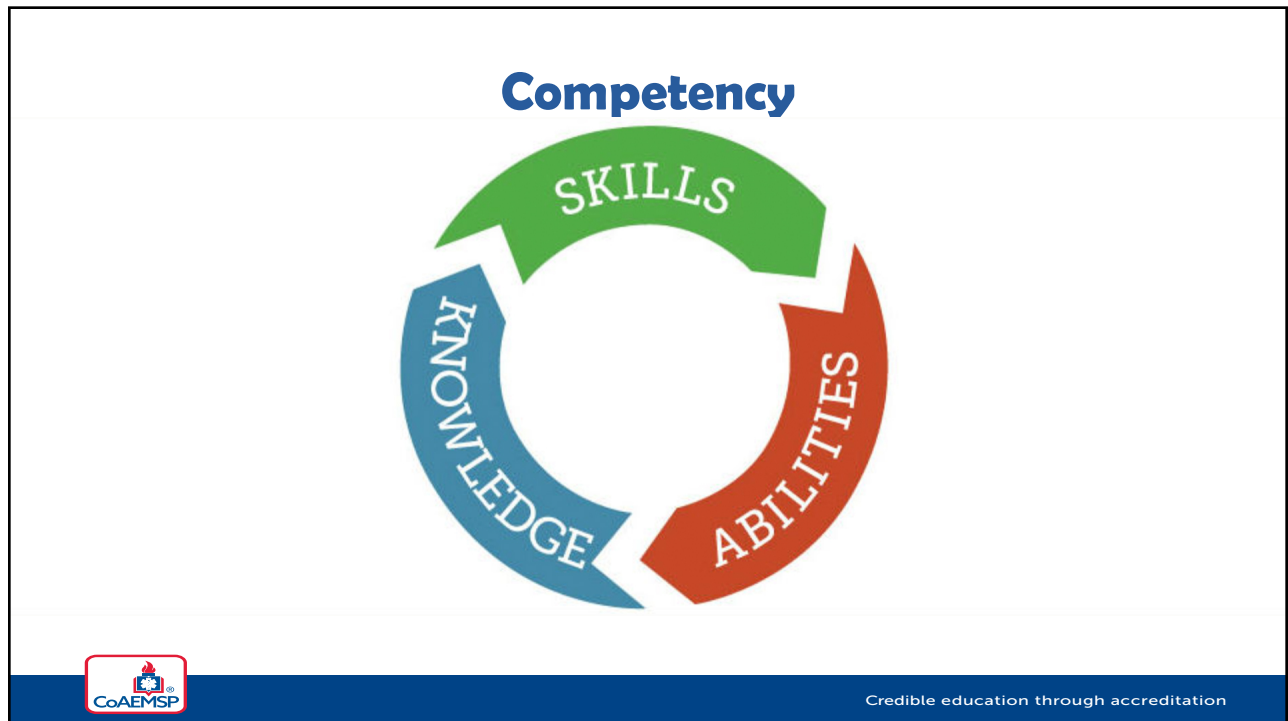 Competency
SKILLS
KNOWLEDGE
ABILITIES
CoAEMSP®
Credible education through accreditation